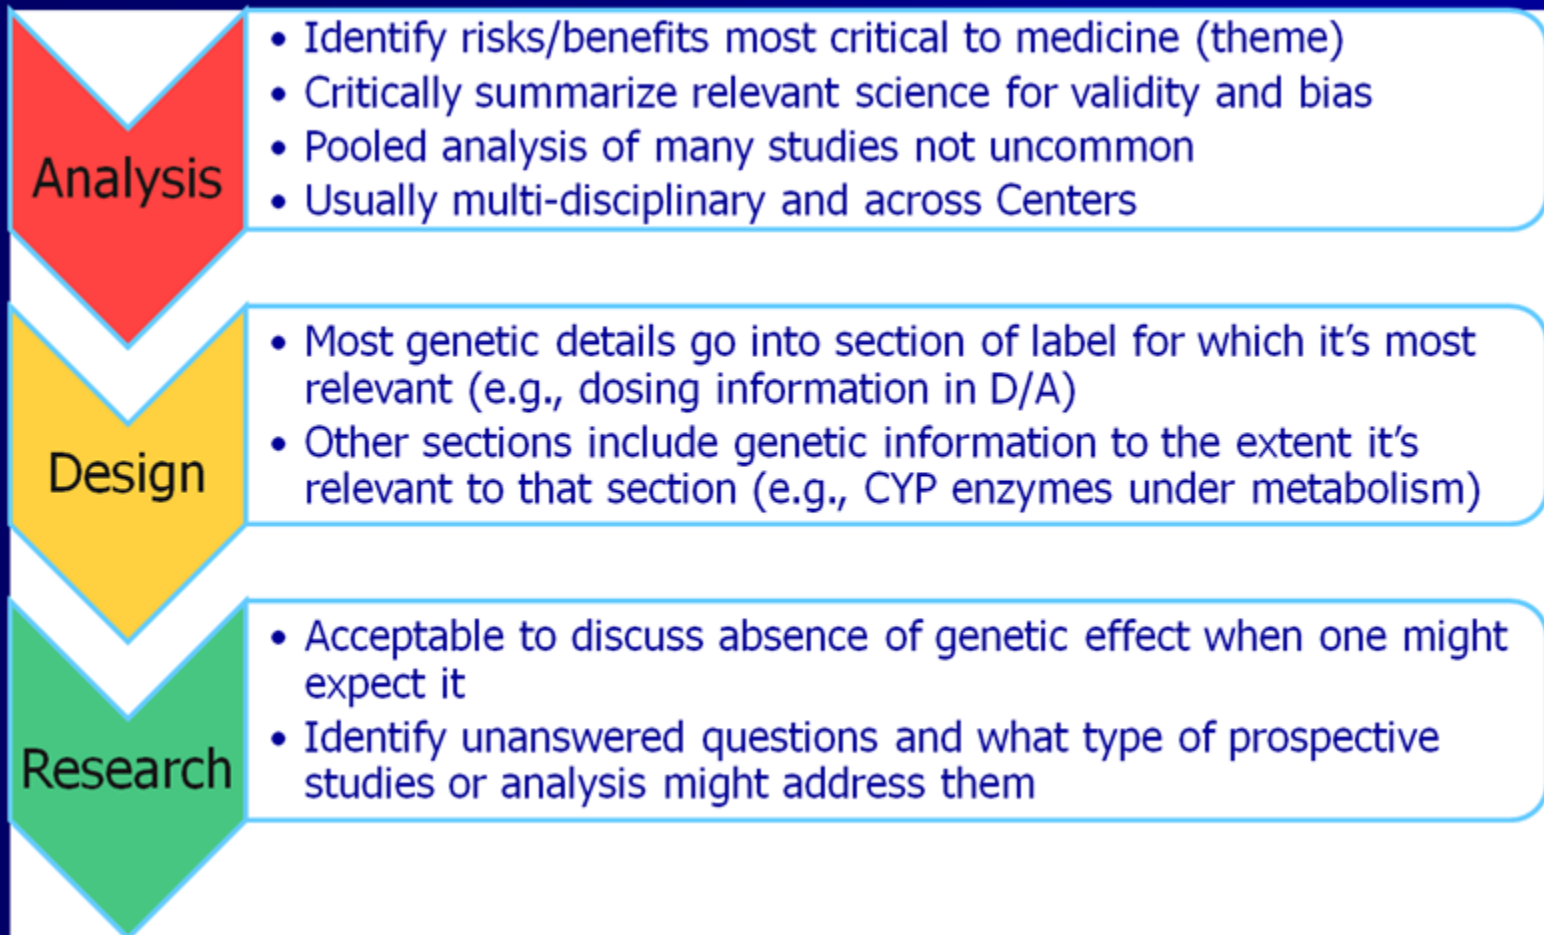 Analysis
• Identify risks/benefits most critical to medicine (theme)
• Critically summarize relevant science for validity and bias
• Pooled analysis of many studies not uncommon
• Usually multi-disciplinary and across Centers
Design
• Most genetic details go into section of label for which it’s most
relevant (e.g., dosing information in D/A)
• Other sections include genetic information to the extent it’s
relevant to that section (e.g., CYP enzymes under metabolism)
Research
• Acceptable to discuss absence of genetic effect when one might
expect it
• Identify unanswered questions and what type of prospective
studies or analysis might address them